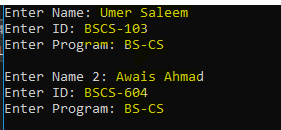 Enter Name: Umer Saleem
Enter ID: BSCS-103
Enter Program: BS-CS
Enter Name 2: Awais Ahmad
Enter ID: BSCS-604
Enter Program: BS-CS